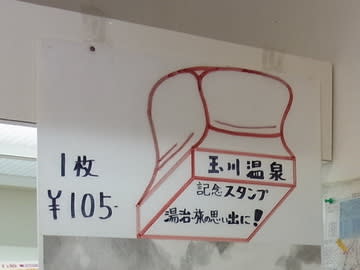 1枚
¥105-
玉川温泉
記念スタンプ
湯治・旅の思い出に!